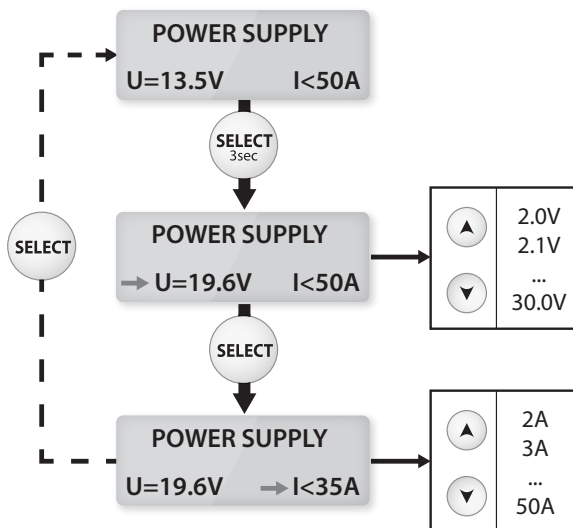 POWER SUPPLY
U=13.5V I<50A
SELECT
3sec
POWER SUPPLY
U=19.6V I<50A
2.0V
2.1V
...
30.0V
SELECT
SELECT
POWER SUPPLY
U=19.6V I<35A
2A
3A
...
50A